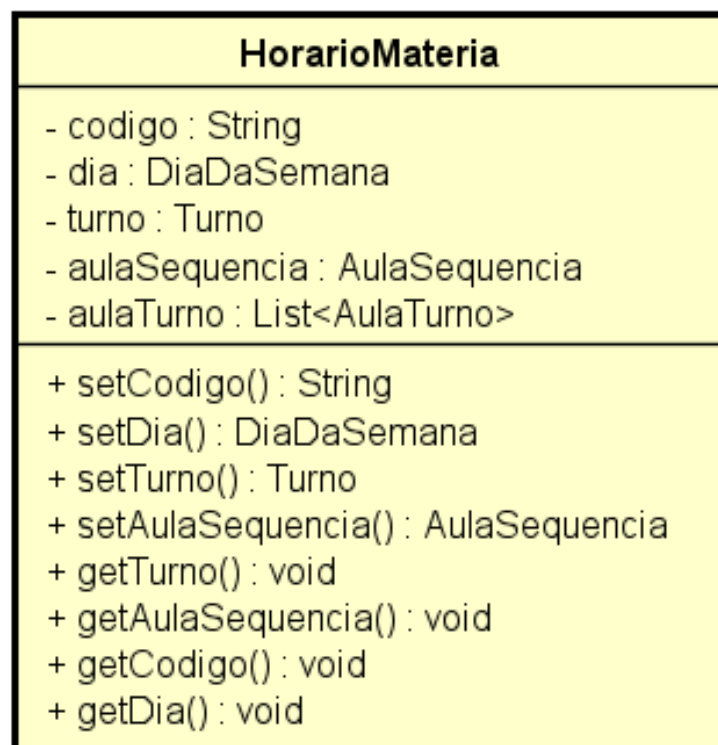 HorarioMateria
- codigo : String
- dia : DiaDaSemana
- turno : Turno
- aulaSequencia : AulaSequencia
- aulaTurno : List<AulaTurno>
+ setCodigo() : String
+ setDia() : DiaDaSemana
+ setTurno() : Turno
+ setAulaSequencia() : AulaSequencia
+ getTurno() : void
+ getAulaSequencia() : void
+ getCodigo() : void
+ getDia() : void